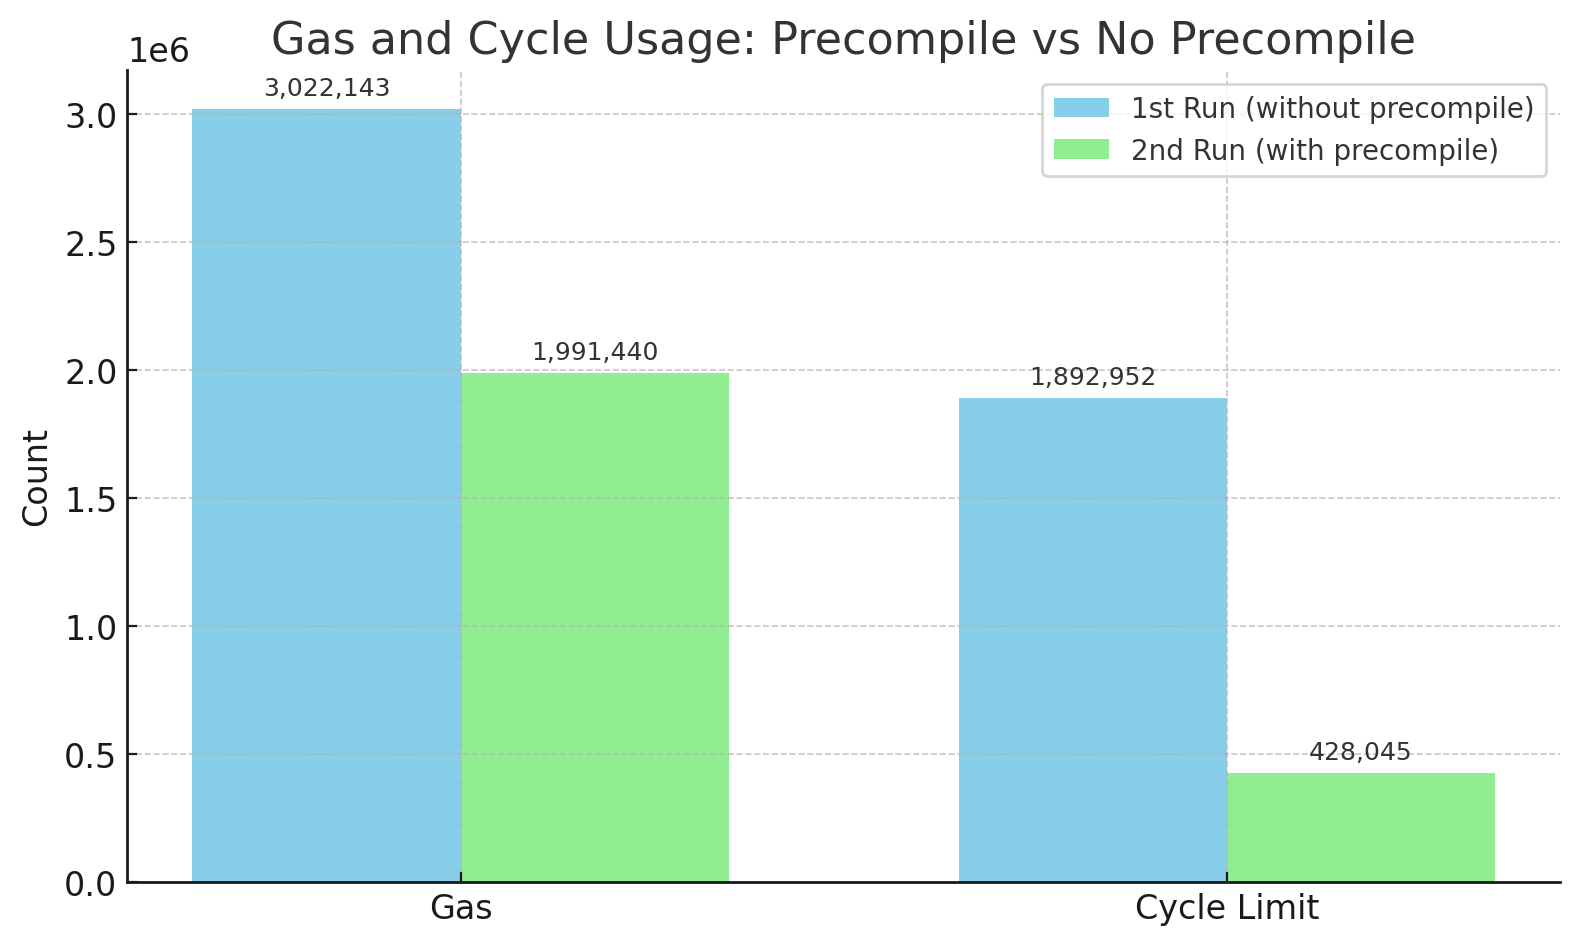 Gas and Cycle Usage: Precompile vs No Precompile
1e6
3,022,143
1st Run (without precompile)
2nd Run (with precompile)
3.0
2.5
2.0
1.5
1.0
0.5
0.0
1,991,440
1,892,952
428,045
Count
Gas
Cycle Limit